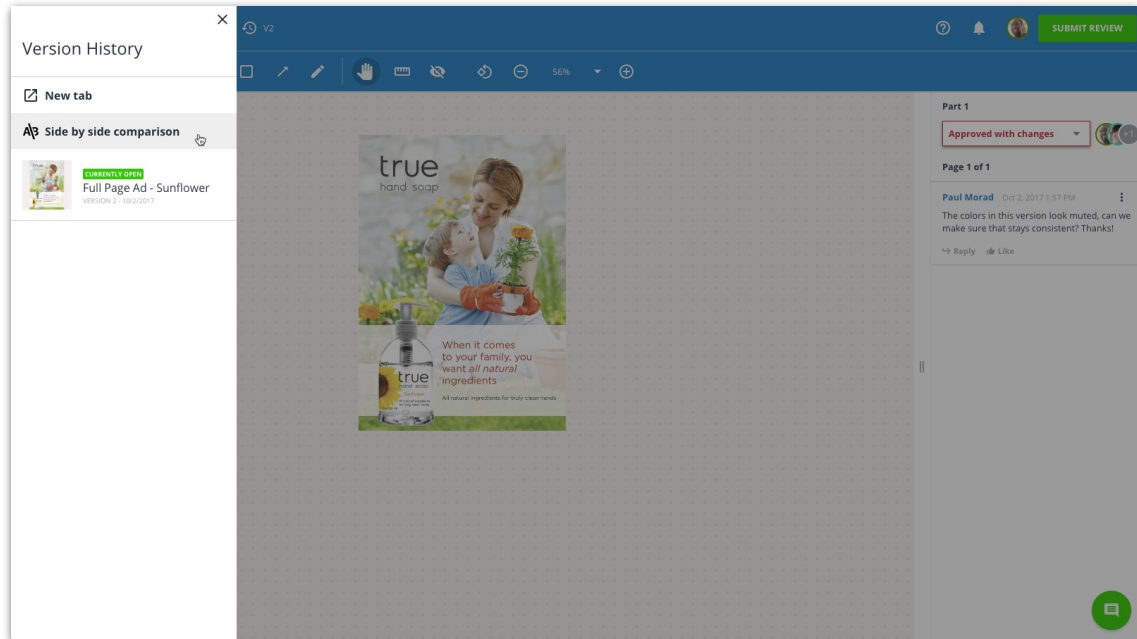 Version History
New tab
A|B Side by side comparison
CURRENTLY OPEN
Full Page Ad - Sunflower
VERSION 2 - 10/2/2017
V2
SUBMIT REVIEW
56%
true
hand soap
When it comes
to your family, you
want all natural
ingredients
All natural ingredients for truly clean hands
true
hand soap
Sunflower
Part 1
Approved with changes
+1
Page 1 of 1
Paul Morad Oct 2, 2017 1:57 PM
The colors in this version look muted, can we
make sure that stays consistent? Thanks!
Reply Like